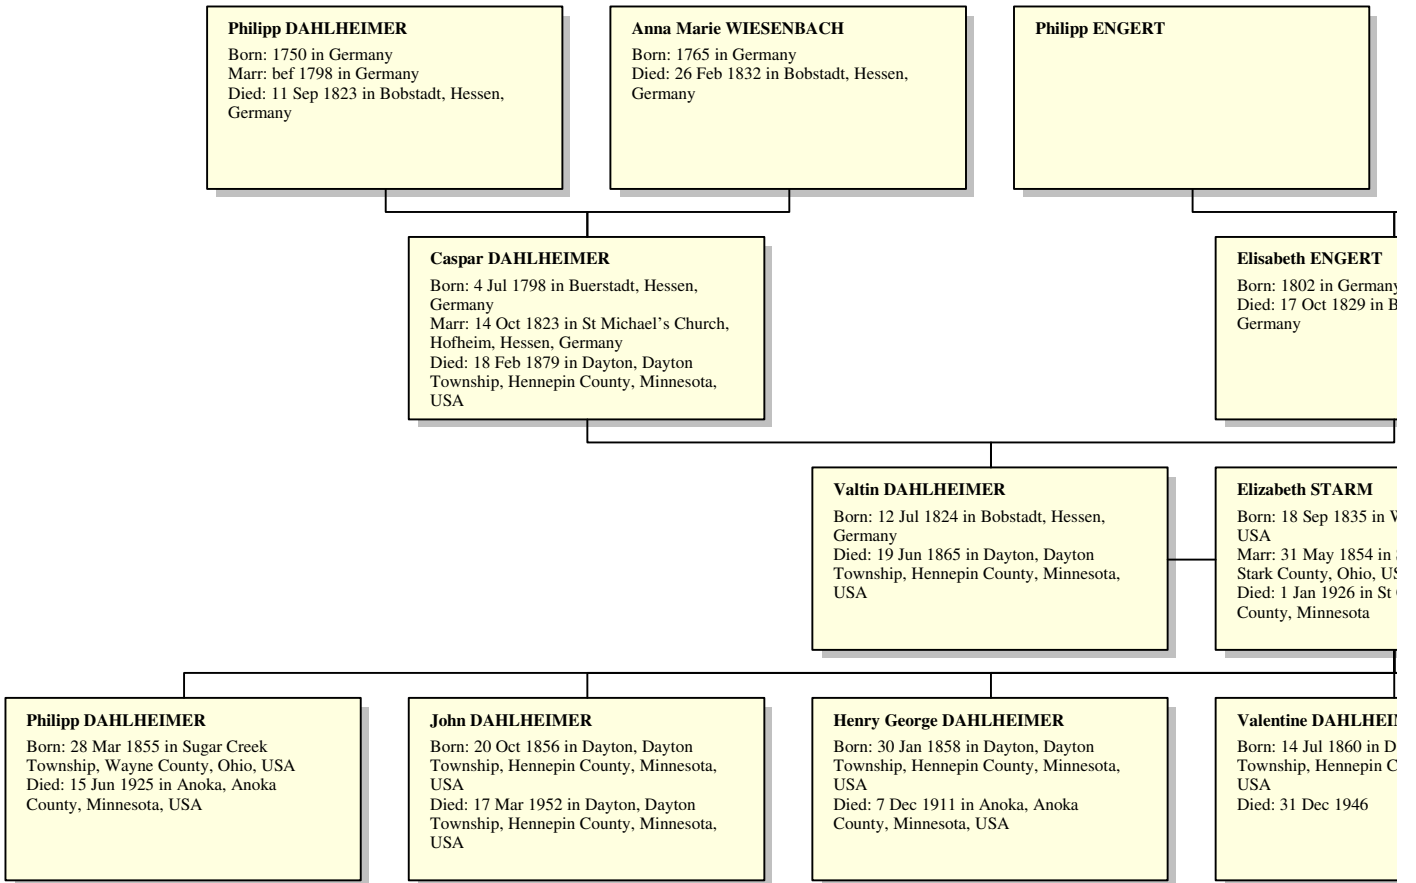 Philipp DAHLHEIMER
Born: 1750 in Germany
Marr: bef 1798 in Germany
Died: 11 Sep 1823 in Bobstadt, Hessen,
Germany
Anna Marie WIESENBACH
Born: 1765 in Germany
Died: 26 Feb 1832 in Bobstadt, Hessen,
Germany
Philipp ENGERT
Caspar DAHLHEIMER
Born: 4 Jul 1798 in Buerstadt, Hessen,
Germany
Marr: 14 Oct 1823 in St Michael’s Church,
Hofheim, Hessen, Germany
Died: 18 Feb 1879 in Dayton, Dayton
Township, Hennepin County, Minnesota,
USA
Elisabeth ENGERT
Born: 1802 in Germany
Died: 17 Oct 1829 in
Germany
Valtin DAHLHEIMER
Born: 12 Jul 1824 in Bobstadt, Hessen,
Germany
Died: 19 Jun 1865 in Dayton, Dayton
Township, Hennepin County, Minnesota,
USA
Elizabeth STARM
Born: 18 Sep 1835 in
USA
Marr: 31 May 1854 in
Stark County, Ohio,
Died: 1 Jan 1926 in St
County, Minnesota
Philipp DAHLHEIMER
Born: 28 Mar 1855 in Sugar Creek
Township, Wayne County, Ohio, USA
Died: 15 Jun 1925 in Anoka, Anoka
County, Minnesota, USA
John DAHLHEIMER
Born: 20 Oct 1856 in Dayton, Dayton
Township, Hennepin County, Minnesota,
USA
Died: 17 Mar 1952 in Dayton, Dayton
Township, Hennepin County, Minnesota,
USA
Henry George DAHLHEIMER
Born: 30 Jan 1858 in Dayton, Dayton
Township, Hennepin County, Minnesota,
USA
Died: 7 Dec 1911 in Anoka, Anoka
County, Minnesota, USA
Valentine
Born: 14 Jul 1860 in
Township, Hennepin
USA
Died: 31 Dec 1946